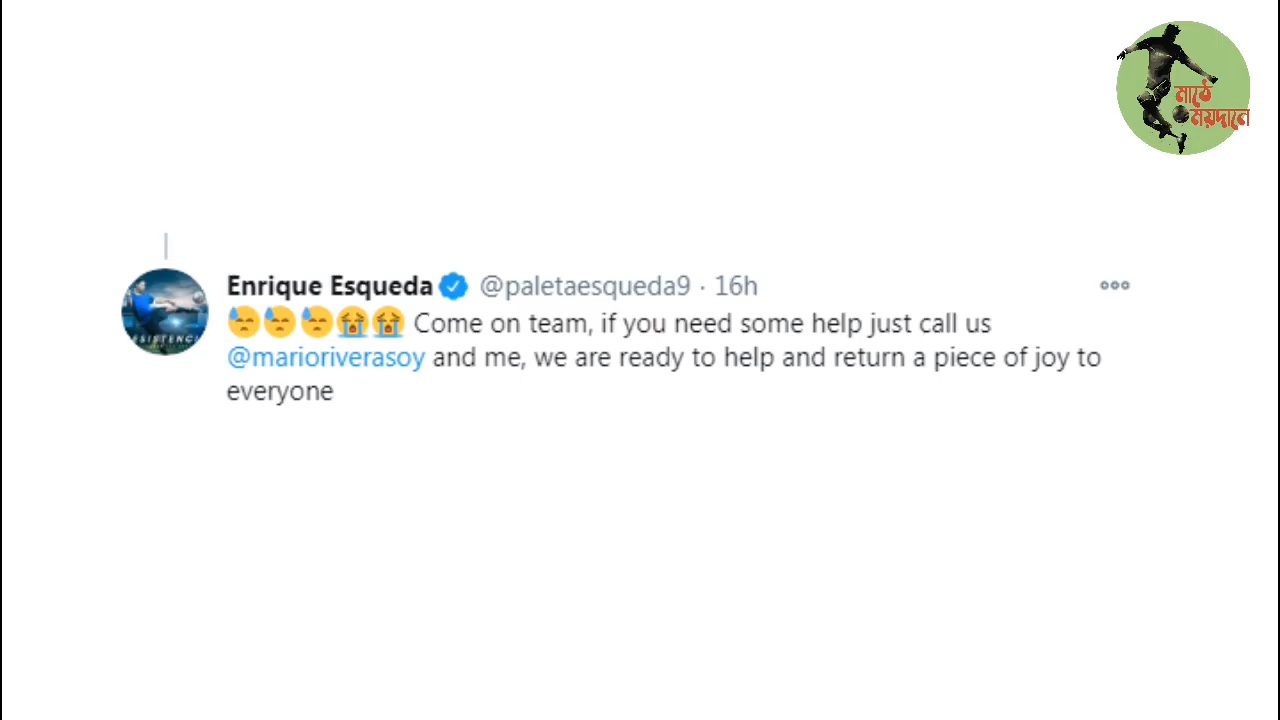 মাঠে
ময়দানে
Enrique Esqueda @paletaesqueda9 · 16h
😓😓😓😭😭 Come on team, if you need some help just call us
@marioriverasoy and me, we are ready to help and return a piece of joy to
everyone